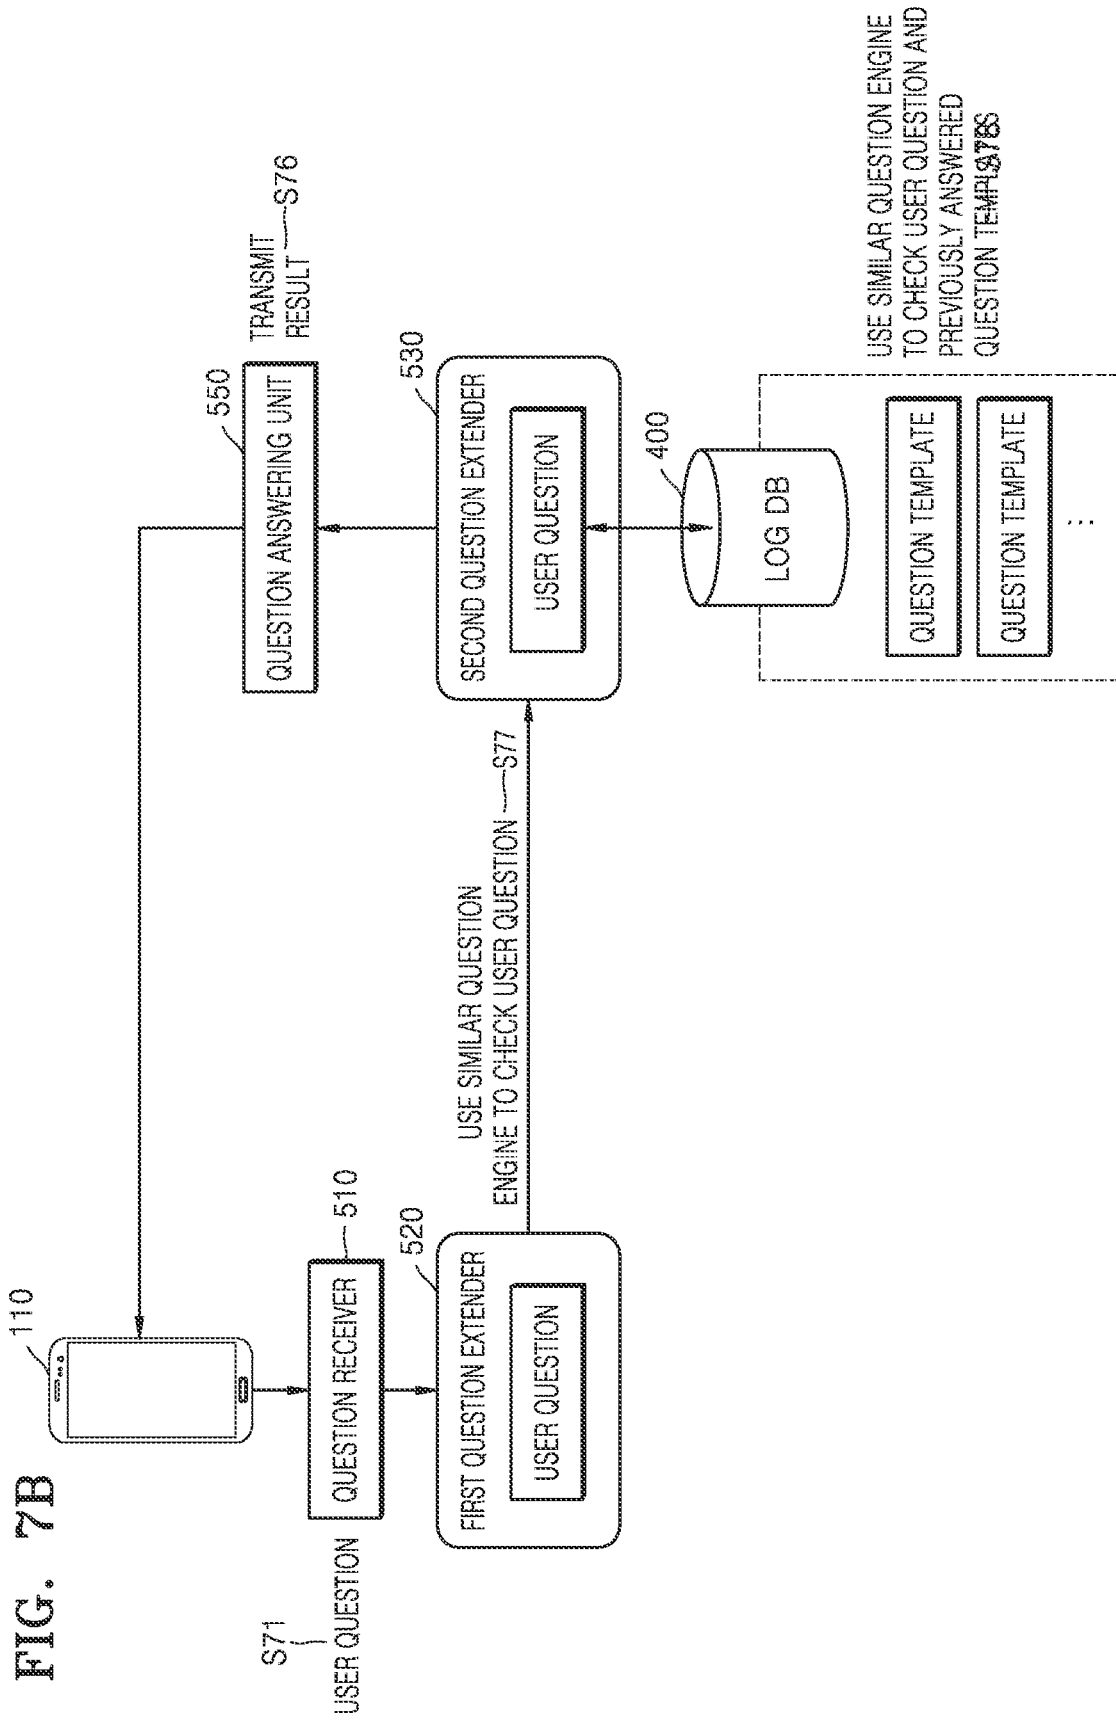 FIG. 7B
110
S71
USER QUESTION
QUESTION RECEIVER
510
520
FIRST QUESTION EXTENDER
USER QUESTION
USE SIMILAR QUESTION
ENGINE TO CHECK USER QUESTION
S77
TRANSMIT
RESULT
S76
550
QUESTION ANSWERING UNIT
530
SECOND QUESTION EXTENDER
USER QUESTION
400
LOG DB
QUESTION TEMPLATE
QUESTION TEMPLATE
...
USE SIMILAR QUESTION ENGINE
TO CHECK USER QUESTION AND
PREVIOUSLY ANSWERED
QUESTION TEMPLATES